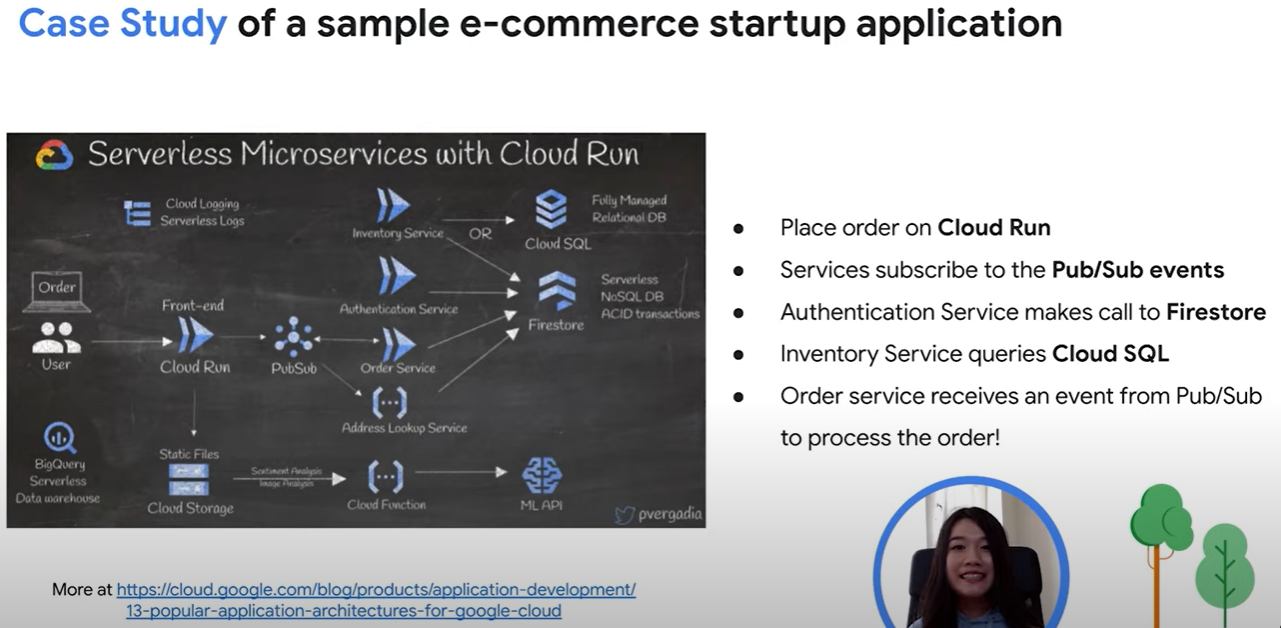 Case Study of a sample e-commerce startup application
Serverless Microservices with Cloud Run
Cloud Logging
Serverless Logs
Inventory Service
OR
Cloud SQL
Fully Managed
Relational DB
Order
User
Front-end
Cloud Run
PubSub
Authentication Service
Order Service
Address Lookup Service
Firestore
Serverless
NoSQL DB
ACID transactions
BigQuery
Serverless
Data warehouse
Static Files
Cloud Storage
Sentiment Analysis
Image Analysis
Cloud Function
ML API
pvergadia
● Place order on Cloud Run
● Services subscribe to the Pub/Sub events
● Authentication Service makes call to Firestore
● Inventory Service queries Cloud SQL
● Order service receives an event from Pub/Sub
to process the order!
More at https://cloud.google.com/blog/products/application-development/
13-popular-application-architectures-for-google-cloud